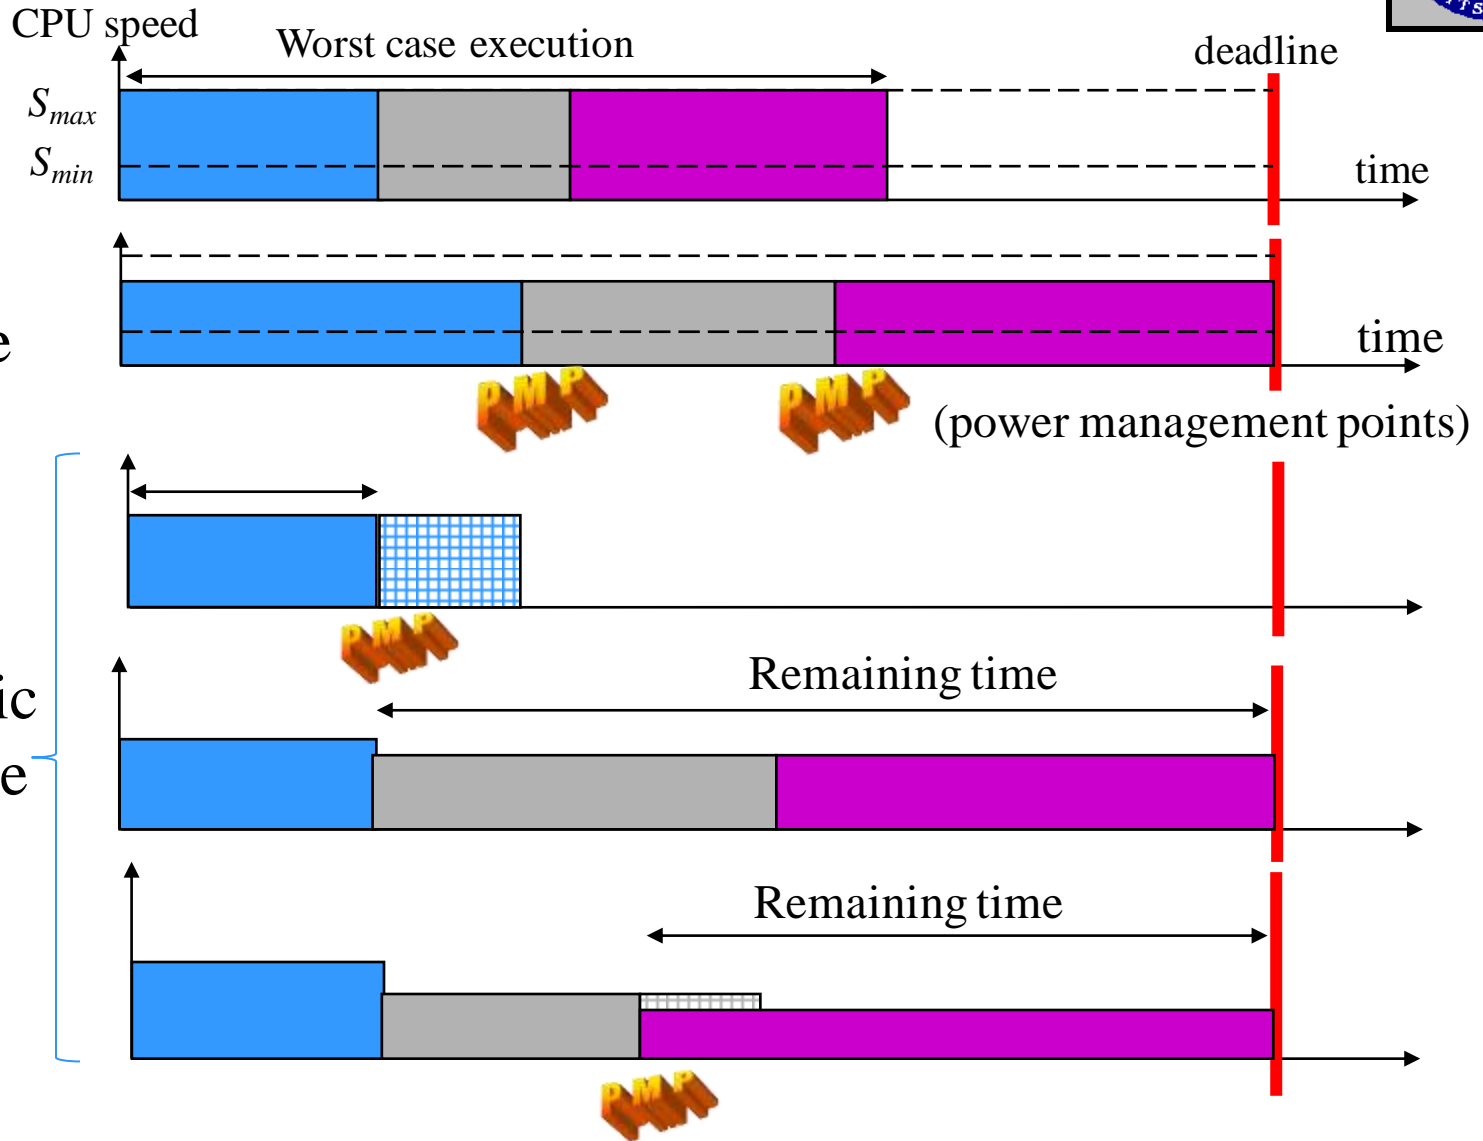 CPU speed
Worst case execution
deadline
Smax
Smin
time
e
time
PMP
PMP
(power management points)
PMP
Remaining time
ic
e
Remaining time
PMP